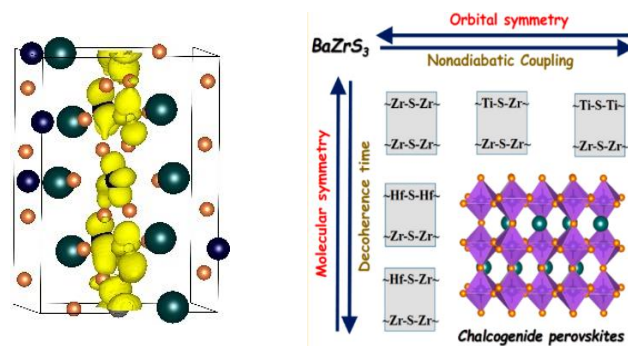 Orbital symmetry
BaZrS3
Nonadiabatic Coupling
Molecular symmetry
Decoherence time
~Zr-S-Zr~
~Zr-S-Zr~
~Ti-S-Zr~
~Zr-S-Zr~
~Ti-S-Ti~
~Zr-S-Zr~
~Hf-S-Hf~
~Zr-S-Zr~
~Hf-S-Zr~
~Zr-S-Zr~
Chalcogenide perovskites